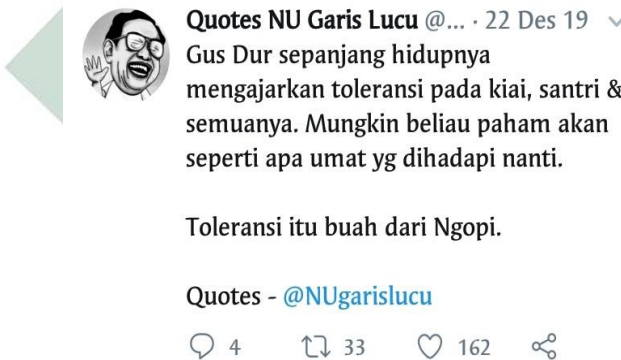 Quotes NU Garis Lucu @... · 22 Des 19
Gus Dur sepanjang hidupnya
mengajarkan toleransi pada kiai, santri &
semuanya. Mungkin beliau paham akan
seperti apa umat yg dihadapi nanti.
Toleransi itu buah dari Ngopi.
Quotes - @NUgarislucu
4 33 162